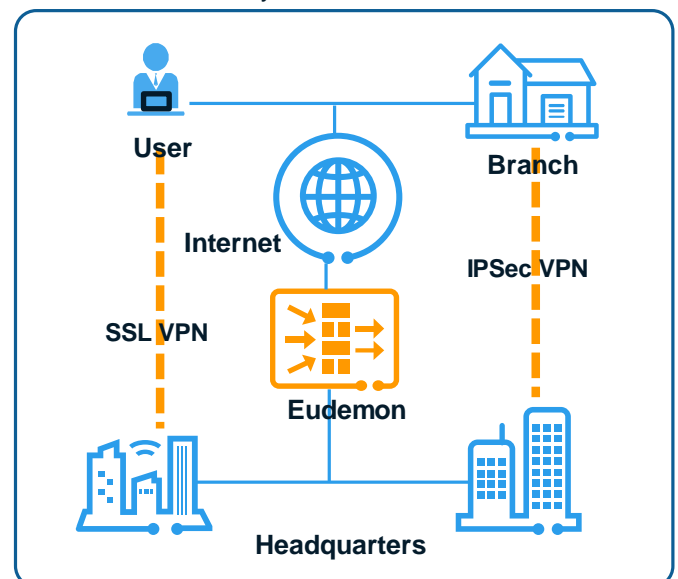 User
Branch
Internet
IPSec VPN
SSL VPN
Eudemon
Headquarters